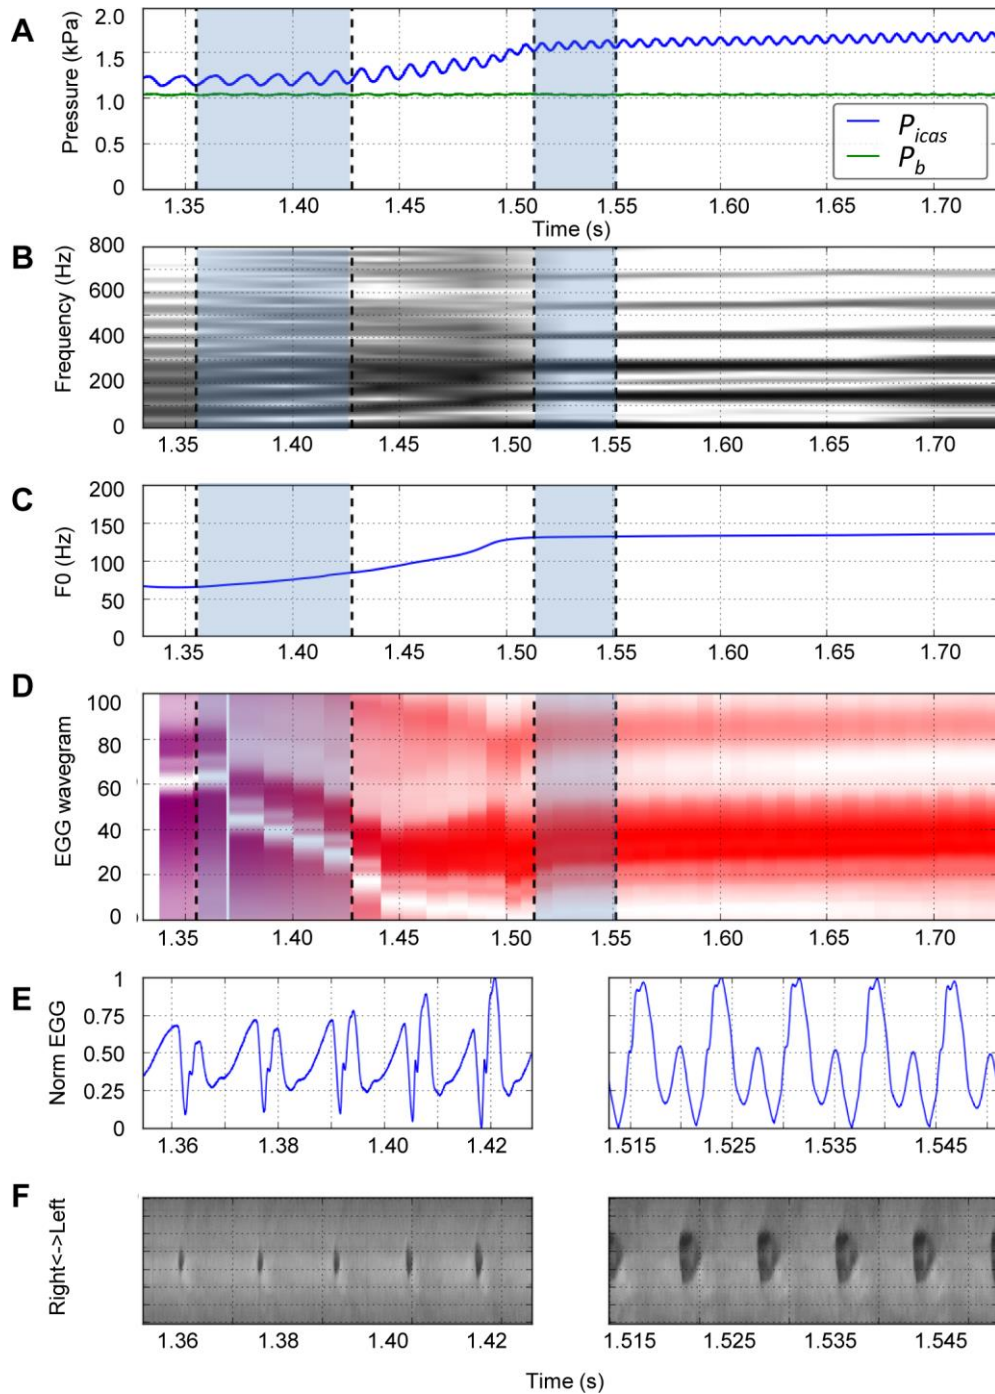 A
Pressure (kPa)
2.0
1.5
1.0
0.5
0
P_icas
P_b
1.35 1.40 1.45 1.50 1.55 1.60 1.65 1.70
Time (s)
B
Frequency (Hz)
800
600
400
200
0
1.35 1.40 1.45 1.50 1.55 1.60 1.65 1.70
C
F0 (Hz)
200
150
100
50
0
1.35 1.40 1.45 1.50 1.55 1.60 1.65 1.70
D
EGG wavegram
100
80
60
40
20
0
1.35 1.40 1.45 1.50 1.55 1.60 1.65 1.70
E
Norm EGG
1
0.75
0.50
0.25
0
1.36 1.38 1.40 1.42 1.515 1.525 1.535 1.545
F
Right<->Left
1.36 1.38 1.40 1.42 1.515 1.525 1.535 1.545
Time (s)